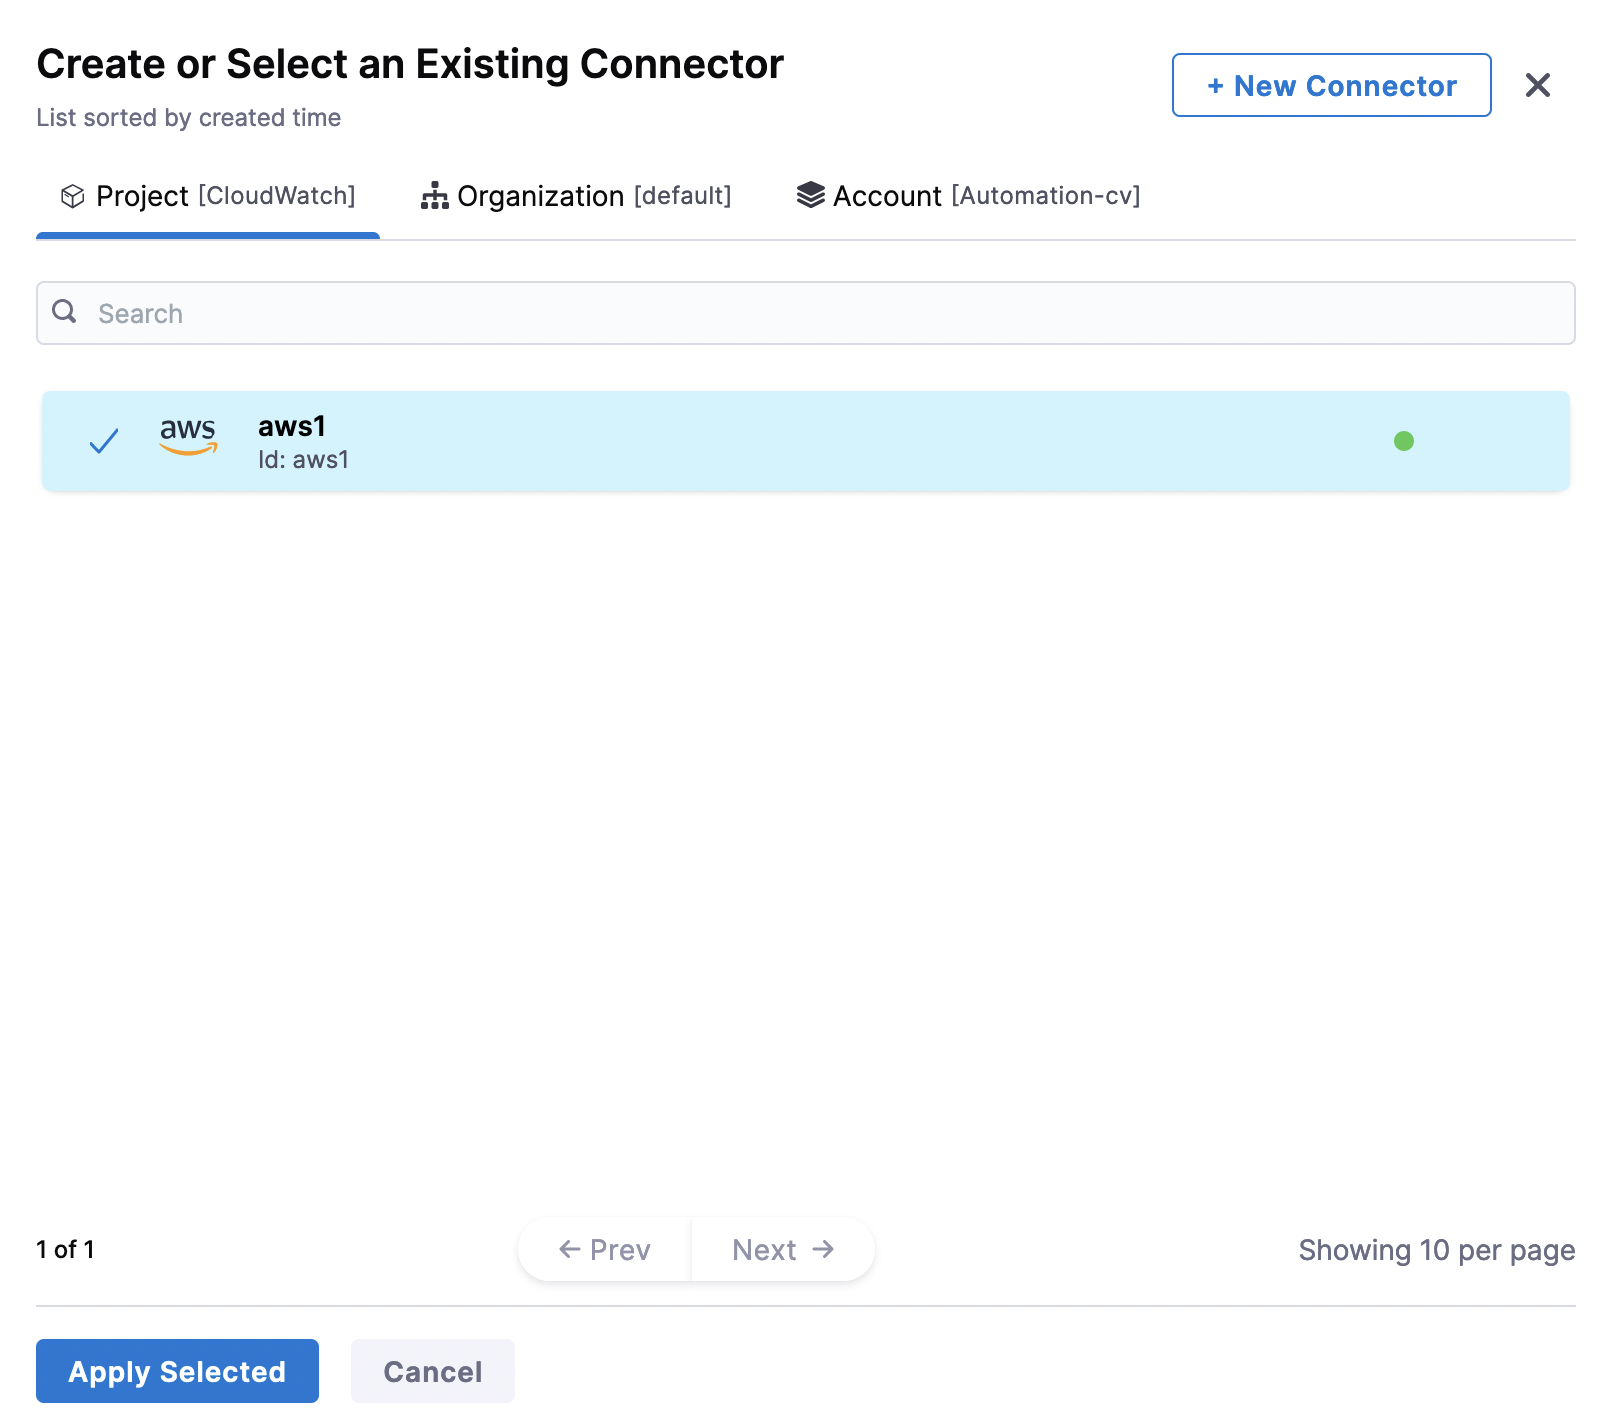 Create or Select an Existing Connector
List sorted by created time
+ New Connector
Project [CloudWatch]
Organization [default]
Account [Automation-cv]
Search
aws
aws1
Id: aws1
1 of 1
Prev
Next
Showing 10 per page
Apply Selected
Cancel